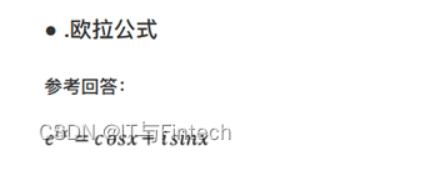 ● .欧拉公式
参考回答：
CSDN @IT与Fintech
e^{ix} = cosx + isinx